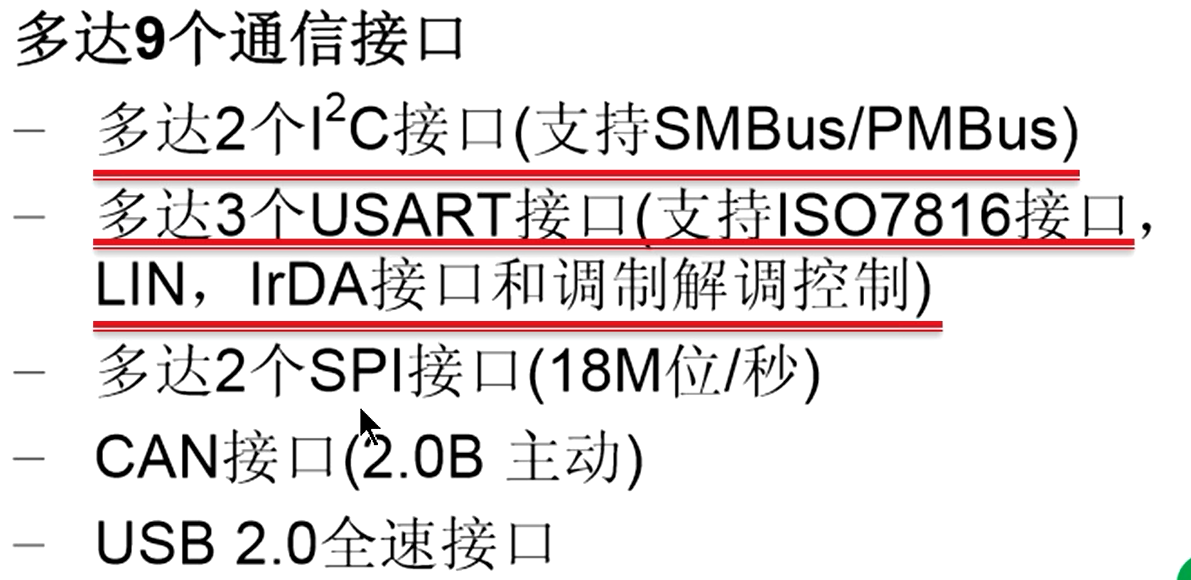 多达9个通信接口
– 多达2个I²C接口(支持SMBus/PMBus)
– 多达3个USART接口(支持ISO7816接口，
LIN，IrDA接口和调制解调控制)
– 多达2个SPI接口(18M位/秒)
– CAN接口(2.0B 主动)
– USB 2.0全速接口